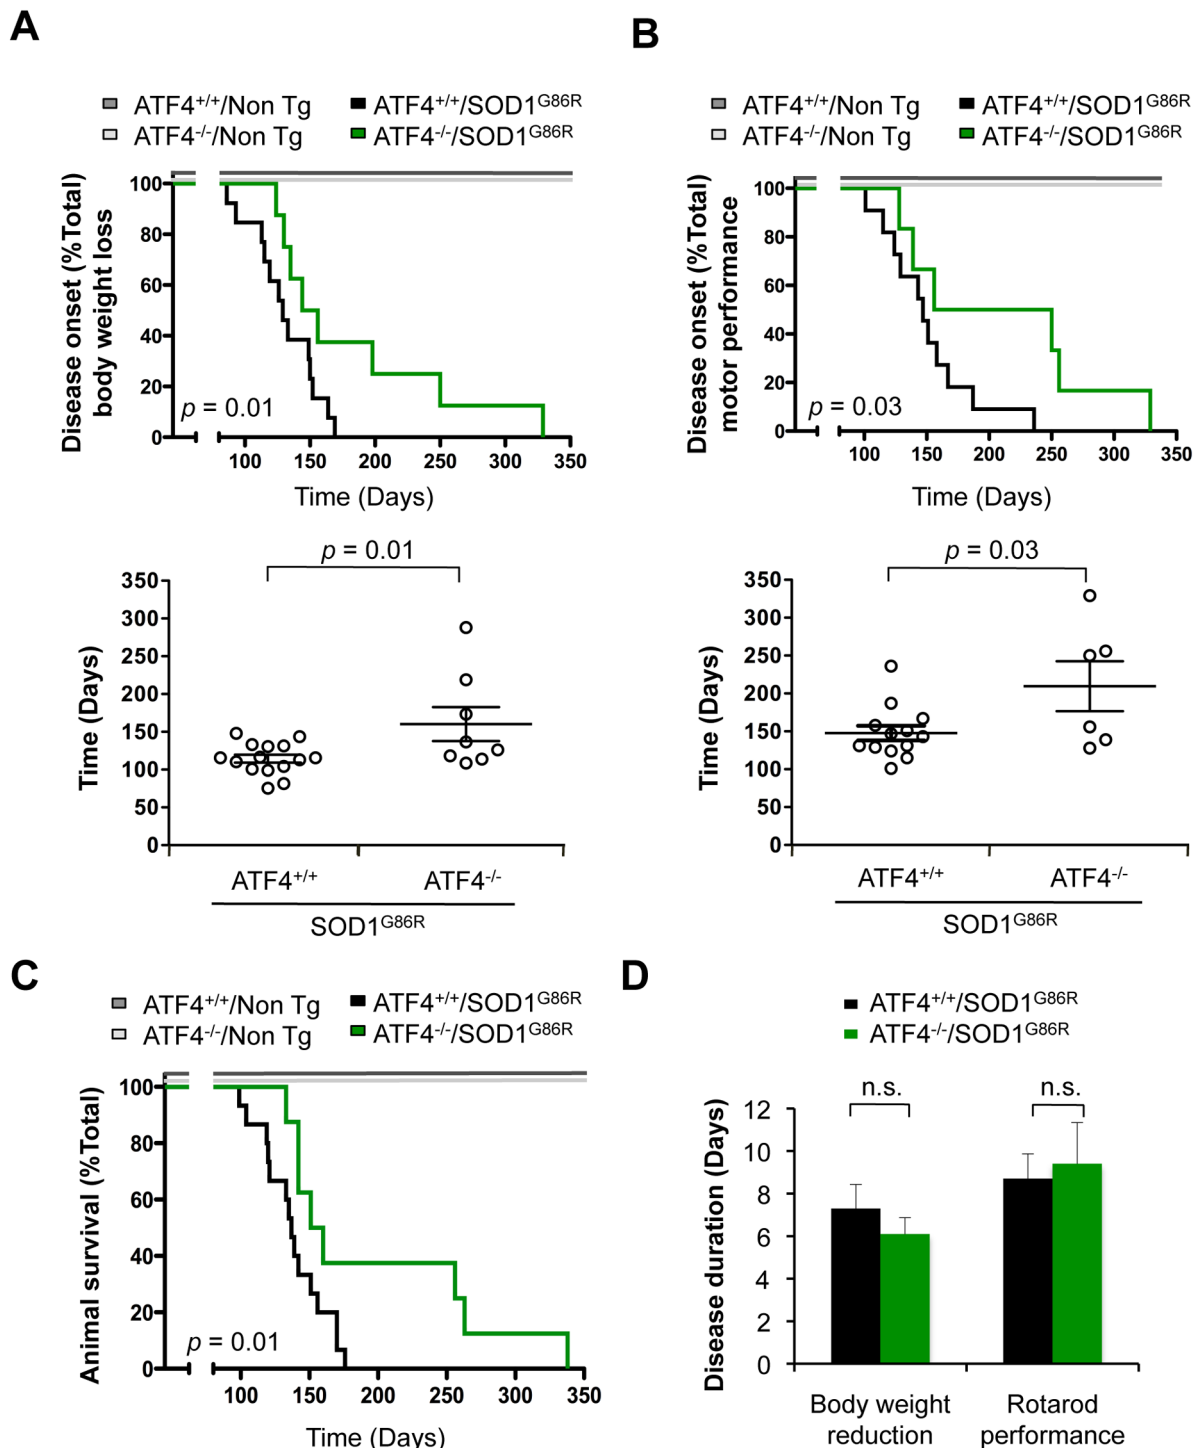 A
ATF4+/+/Non Tg
ATF4+/+/SOD1G86R
ATF4-/-/Non Tg
ATF4-/-/SOD1G86R
Disease onset (%Total)
body weight loss
100
80
60
40
20
0
p = 0.01
100 150 200 250 300 350
Time (Days)
p = 0.01
Time (Days)
350
300
250
200
150
100
50
0
ATF4+/+
ATF4-/-
SOD1G86R
B
ATF4+/+/Non Tg
ATF4+/+/SOD1G86R
ATF4-/-/Non Tg
ATF4-/-/SOD1G86R
Disease onset (%Total)
motor performance
100
80
60
40
20
0
p = 0.03
100 150 200 250 300 350
Time (Days)
p = 0.03
Time (Days)
350
300
250
200
150
100
50
0
ATF4+/+
ATF4-/-
SOD1G86R
C
ATF4+/+/Non Tg
ATF4+/+/SOD1G86R
ATF4-/-/Non Tg
ATF4-/-/SOD1G86R
Animal survival (%Total)
100
80
60
40
20
0
p = 0.01
100 150 200 250 300 350
Time (Days)
D
ATF4+/+/SOD1G86R
ATF4-/-/SOD1G86R
Disease duration (Days)
12
10
8
6
4
2
0
n.s.
n.s.
Body weight
reduction
Rotarod
performance